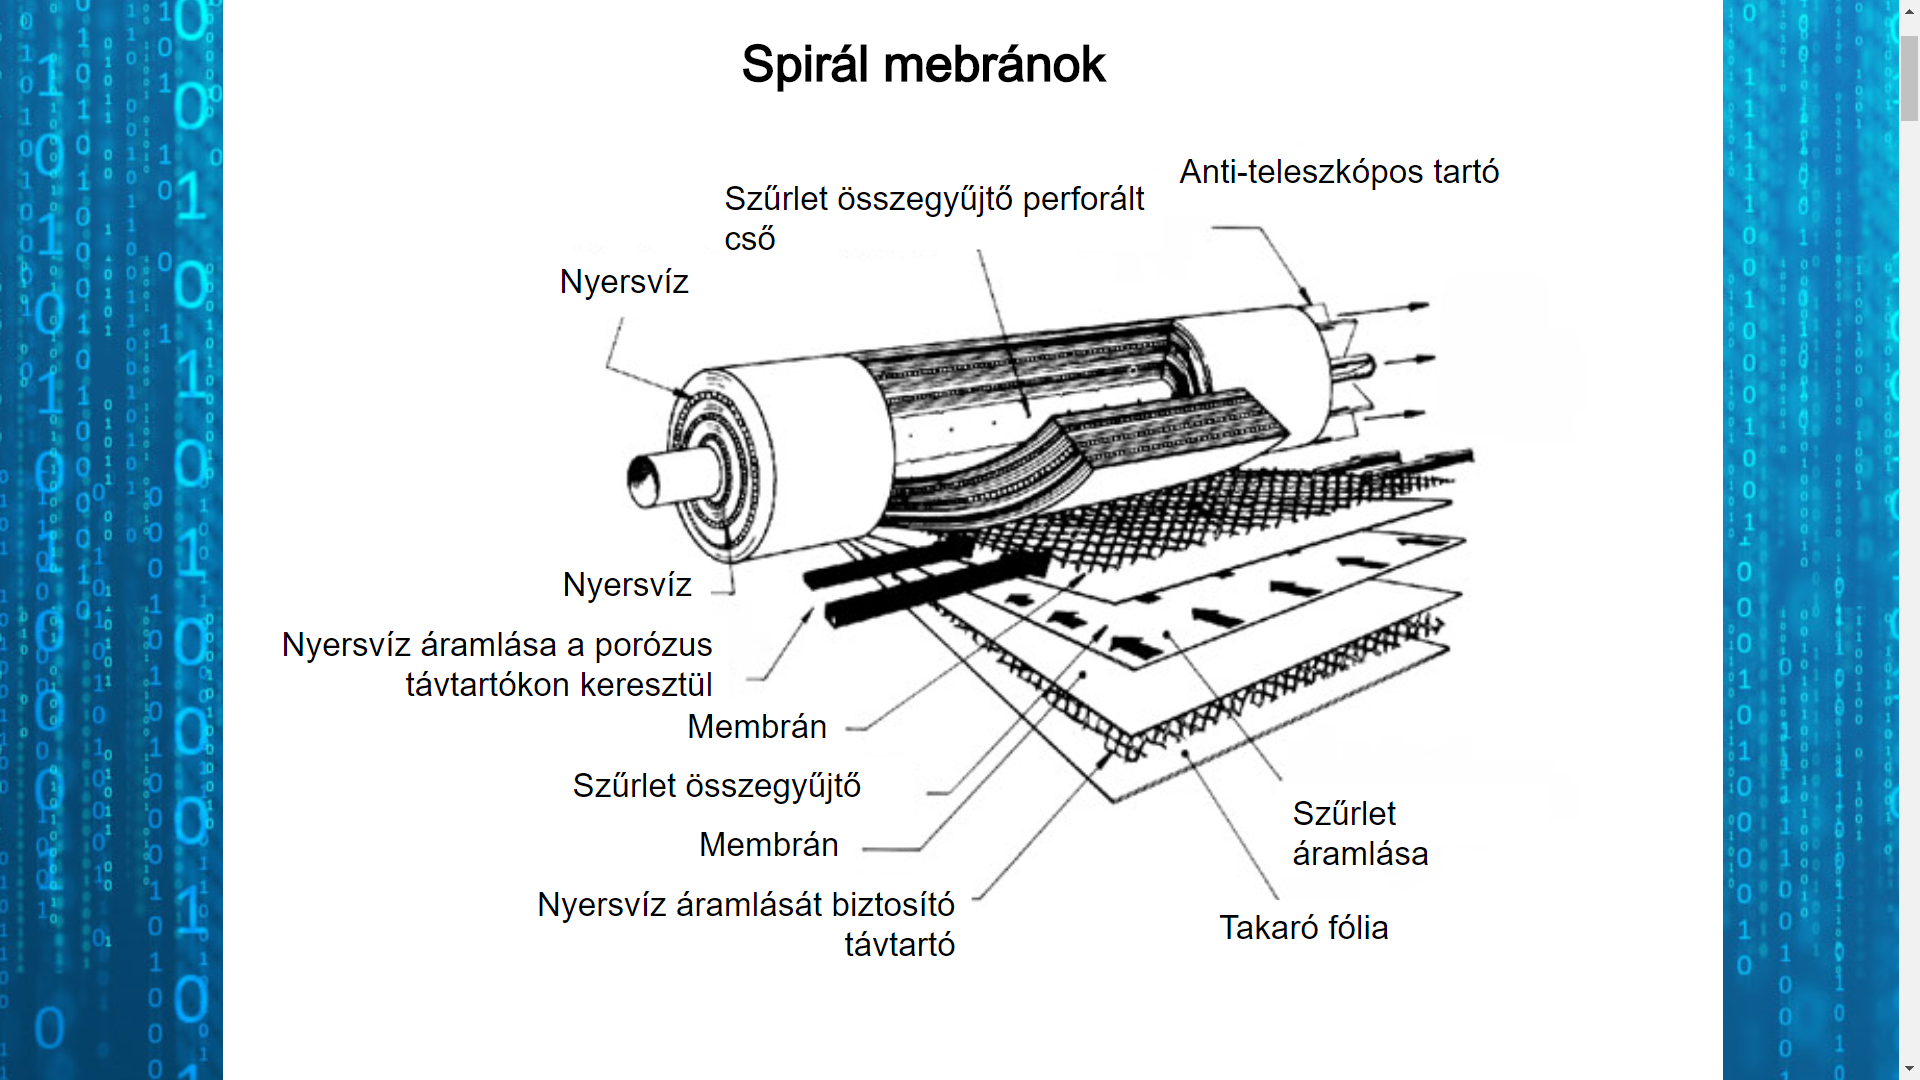 Spirál mebránok
Anti-teleszkópos tartó
Szűrlet összegyűjtő perforált
cső
Nyersvíz
Nyersvíz
Nyersvíz áramlása a porózus
távtartókon keresztül
Membrán
Szűrlet összegyűjtő
Membrán
Nyersvíz áramlását biztosító
távtartó
Szűrlet
áramlása
Takaró fólia